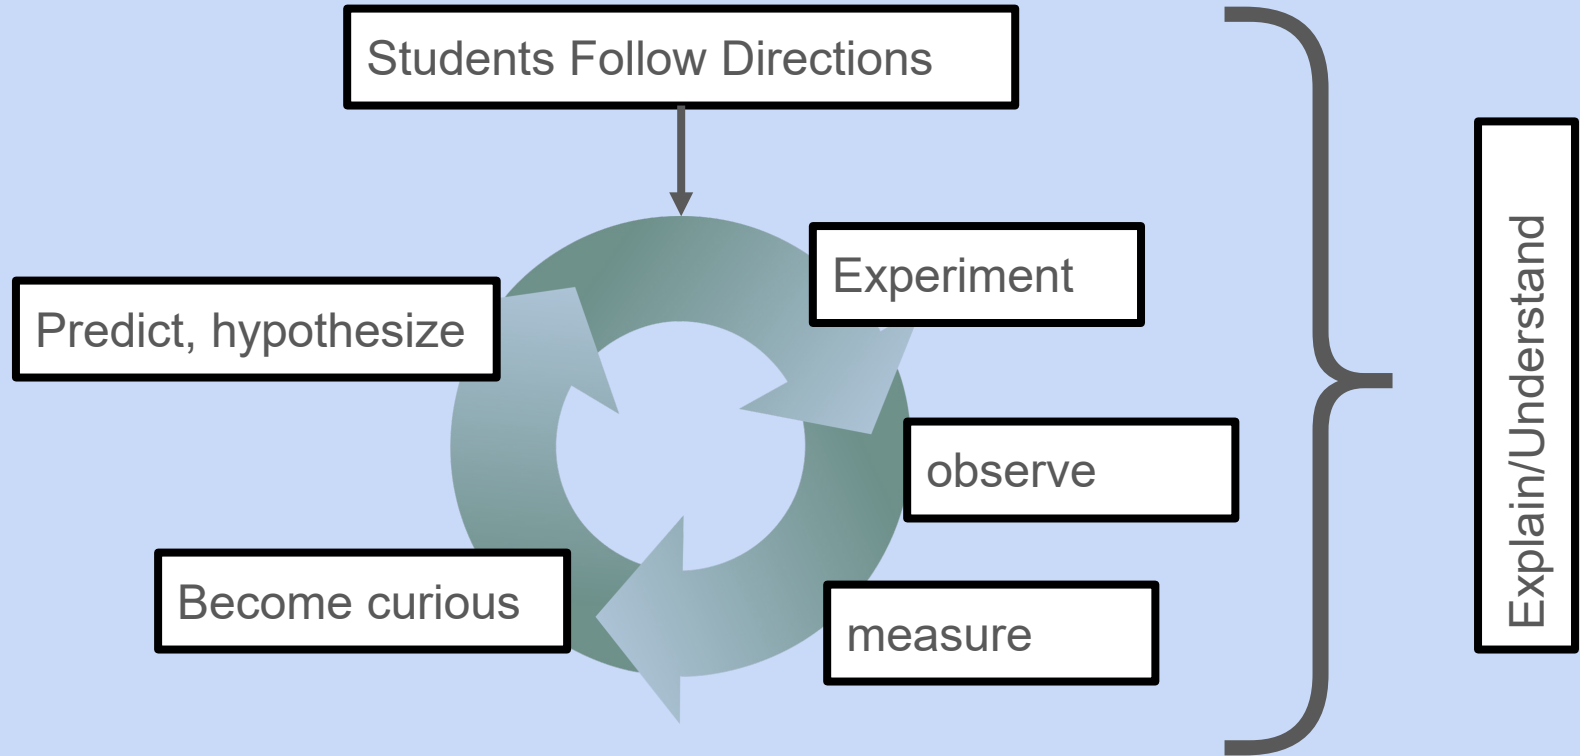 Students Follow Directions
Experiment
observe
measure
Become curious
Predict, hypothesize
Explain/Understand